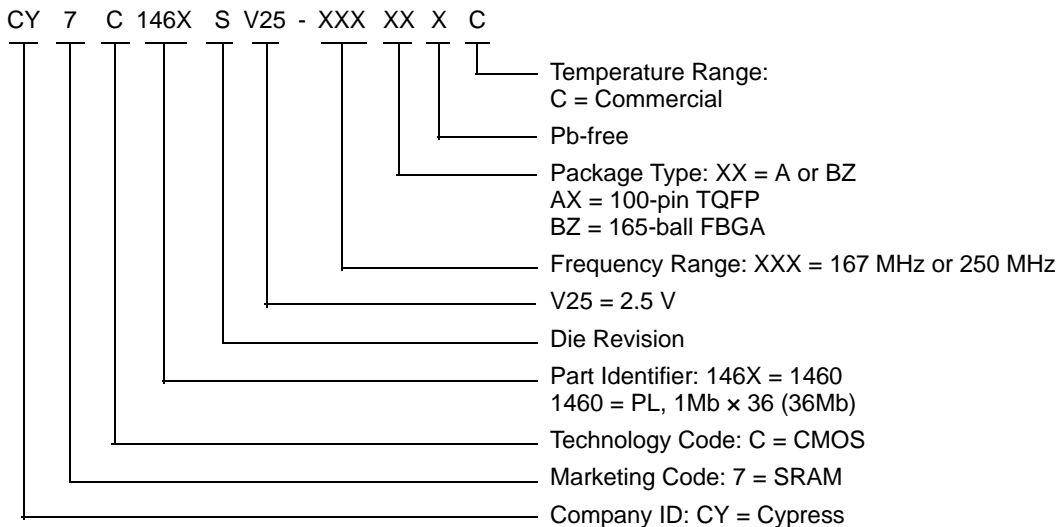 CY 7 C 146X S V25 - XXX XX X C
Temperature Range:
C = Commercial
Pb-free
Package Type: XX = A or BZ
AX = 100-pin TQFP
BZ = 165-ball FBGA
Frequency Range: XXX = 167 MHz or 250 MHz
V25 = 2.5 V
Die Revision
Part Identifier: 146X = 1460
1460 = PL, 1Mb × 36 (36Mb)
Technology Code: C = CMOS
Marketing Code: 7 = SRAM
Company ID: CY = Cypress